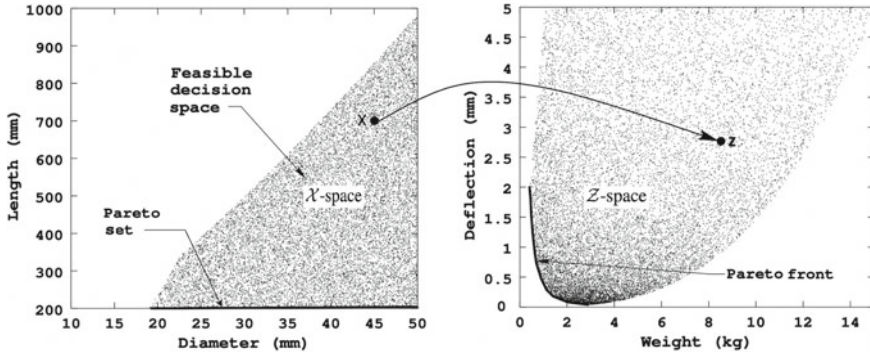 1000
900
800
700
600
500
400
300
200
Length (mm)
Feasible
decision
space
X
𝒳-space
Pareto
set
10
15
20
25
30
35
40
45
50
Diameter (mm)
5
4.5
4
3.5
3
2.5
2
1.5
1
0.5
0
Deflection (mm)
Z
𝒵-space
Pareto front
0
2
4
6
8
10
12
14
Weight (kg)